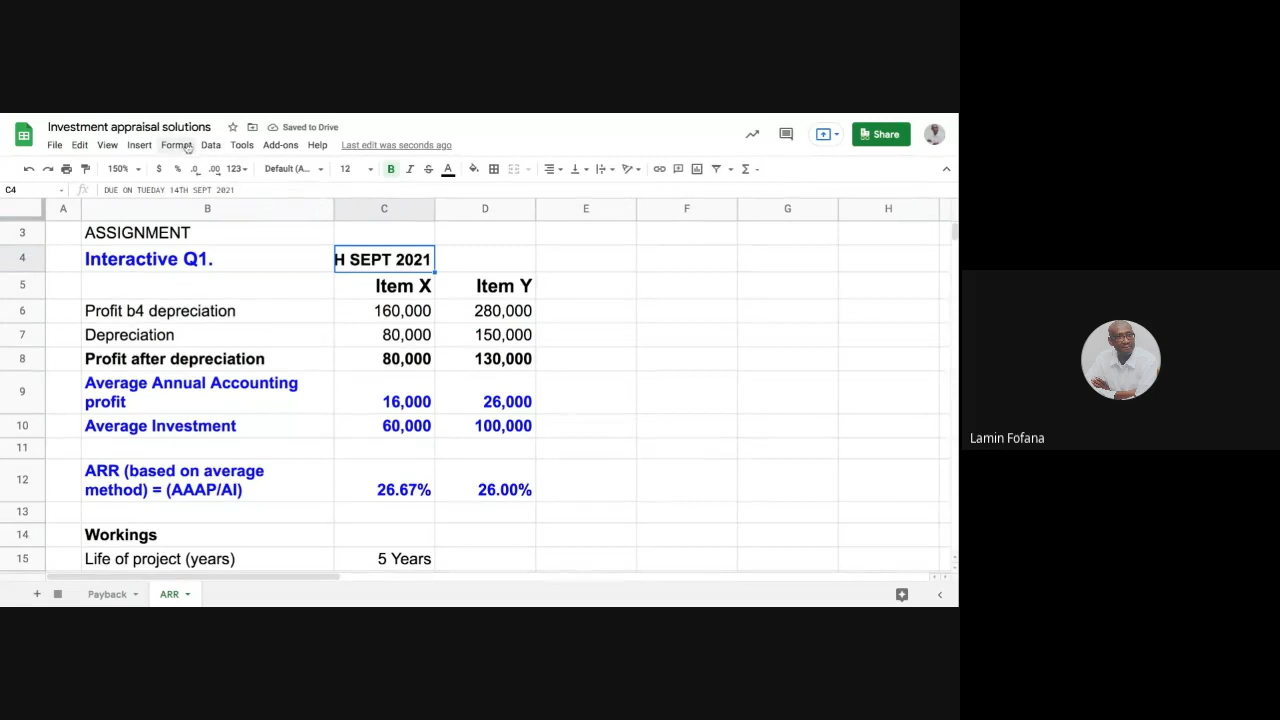 Investment appraisal solutions
Saved to Drive
File Edit View Insert Format Data Tools Add-ons Help Last edit was seconds ago
Share
150% $ % .0 .00 123 Default (A... 12 B I S A
C4 fx DUE ON TUEDAY 14TH SEPT 2021
A B C D E F G H
3 ASSIGNMENT
4 Interactive Q1. H SEPT 2021
5 Item X Item Y
6 Profit b4 depreciation 160,000 280,000
7 Depreciation 80,000 150,000
8 Profit after depreciation 80,000 130,000
9 Average Annual Accounting
profit 16,000 26,000
10 Average Investment 60,000 100,000
11
12 ARR (based on average
method) = (AAAP/AI) 26.67% 26.00%
13
14 Workings
15 Life of project (years) 5 Years
Payback ARR
Lamin Fofana